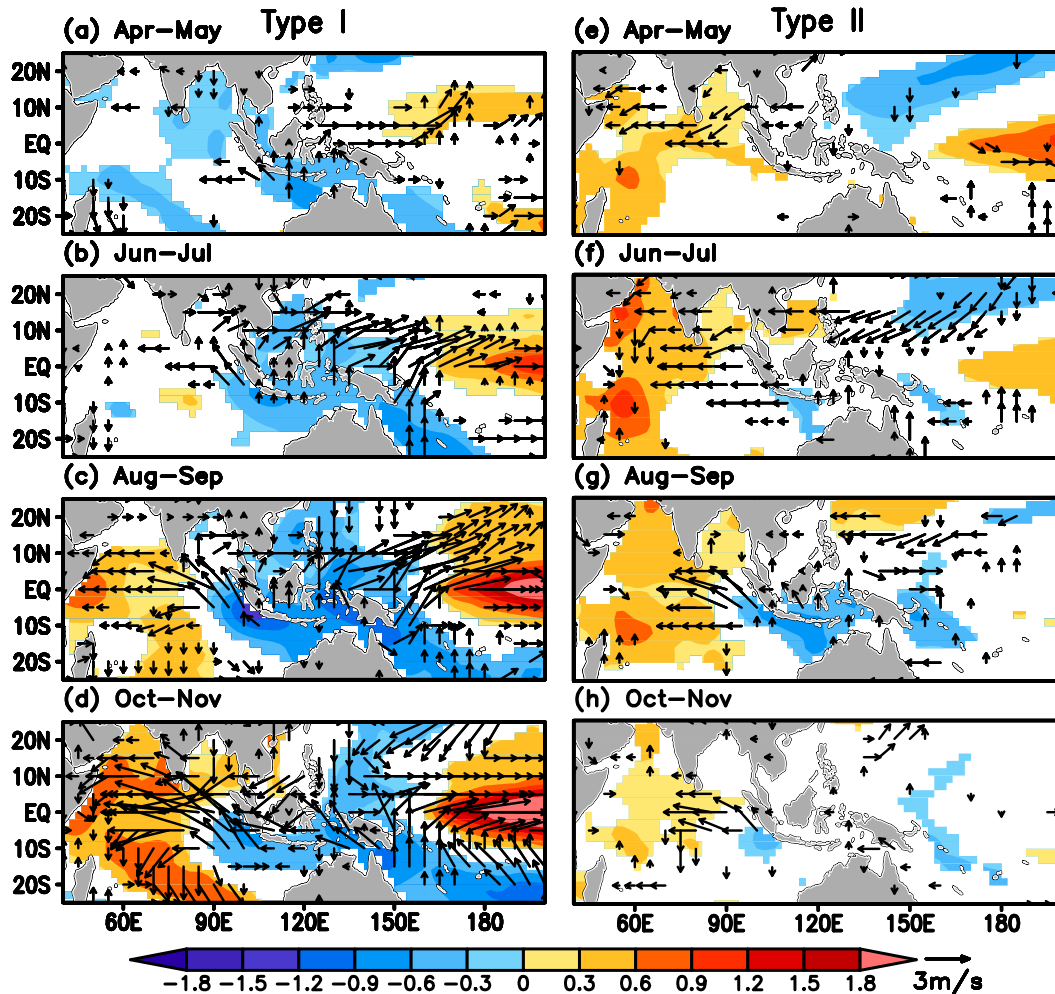 Type I
Type II
(a) Apr-May
(e) Apr-May
20N
10N
EQ
10S
20S
(b) Jun-Jul
(f) Jun-Jul
20N
10N
EQ
10S
20S
(c) Aug-Sep
(g) Aug-Sep
20N
10N
EQ
10S
20S
(d) Oct-Nov
(h) Oct-Nov
20N
10N
EQ
10S
20S
60E 90E 120E 150E 180 60E 90E 120E 150E 180
-1.8 -1.5 -1.2 -0.9 -0.6 -0.3 0 0.3 0.6 0.9 1.2 1.5 1.8 3m/s